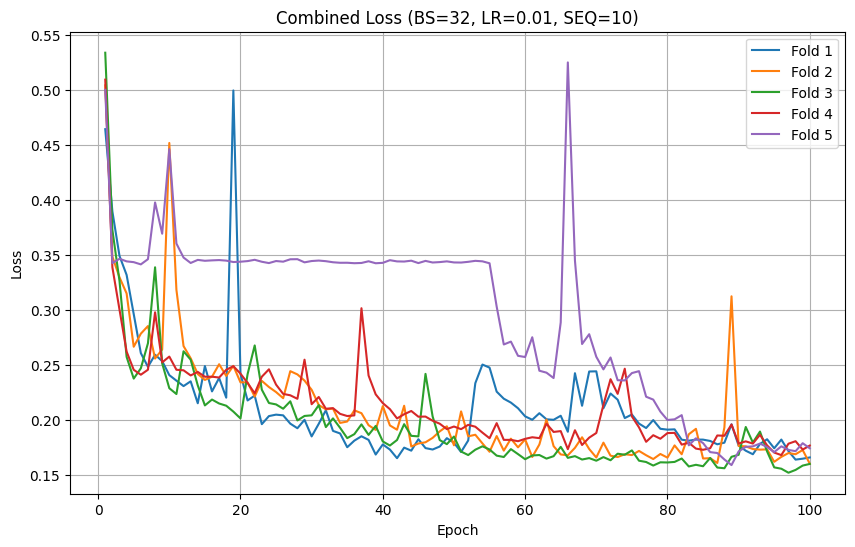 Combined Loss (BS=32, LR=0.01, SEQ=10)
Fold 1
Fold 2
Fold 3
Fold 4
Fold 5
Loss
0.55
0.50
0.45
0.40
0.35
0.30
0.25
0.20
0.15
0
20
40
60
80
100
Epoch